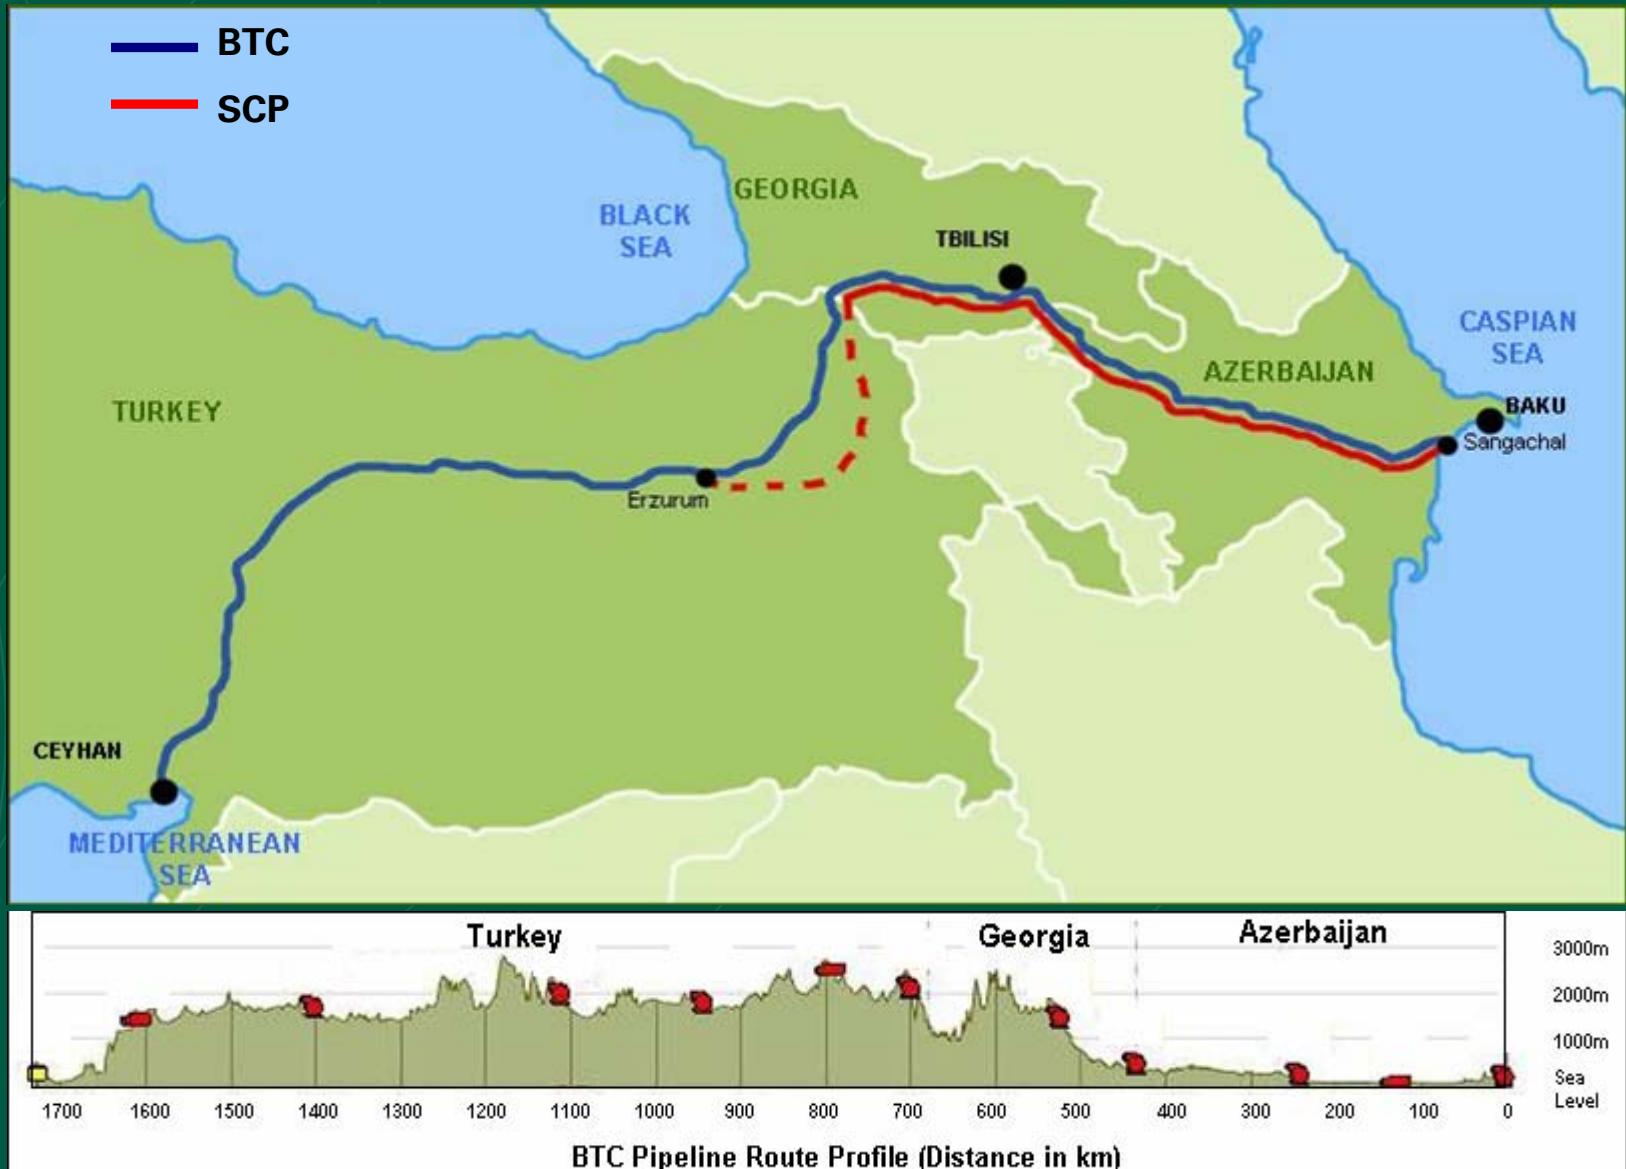 BTC
SCP
GEORGIA
BLACK
SEA
TBILISI
CASPIAN
SEA
AZERBAIJAN
TURKEY
BAKU
Sangachal
Erzurum
CEYHAN
MEDITERRANEAN
SEA
Turkey
Georgia
Azerbaijan
3000m
2000m
1000m
Sea
Level
1700 1600 1500 1400 1300 1200 1100 1000 900 800 700 600 500 400 300 200 100 0
BTC Pipeline Route Profile (Distance in km)